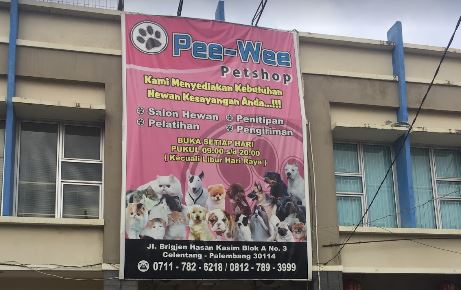 Pee-Wee
Petshop
Kami Menyediakan Kebutuhan
Hewan Kesayangan Anda...!!!
Salon Hewan
Penitipan
Pelatihan
Pengiriman
BUKA SETIAP HARI
PUKUL 09.00 s/d 20.00
( Kecuali Libur Hari Raya )
Jl. Brigjen Hasan Kasim Blok A No. 3
Celentang - Palembang 30114
0711- 782 - 6218 / 0812 - 789 - 3999